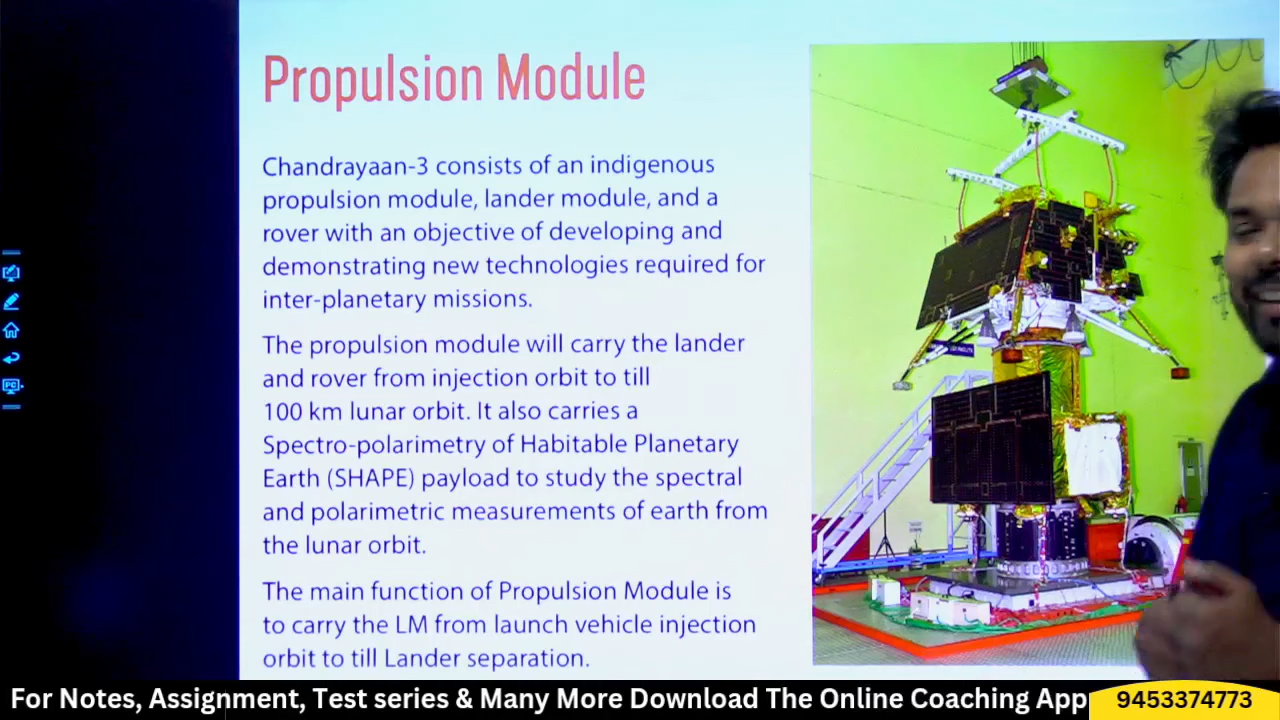 Propulsion Module
Chandrayaan-3 consists of an indigenous
propulsion module, lander module, and a
rover with an objective of developing and
demonstrating new technologies required for
inter-planetary missions.
The propulsion module will carry the lander
and rover from injection orbit to till
100 km lunar orbit. It also carries a
Spectro-polarimetry of Habitable Planetary
Earth (SHAPE) payload to study the spectral
and polarimetric measurements of earth from
the lunar orbit.
The main function of Propulsion Module is
to carry the LM from launch vehicle injection
orbit to till Lander separation.
PC
For Notes, Assignment, Test series & Many More Download The Online Coaching App
9453374773